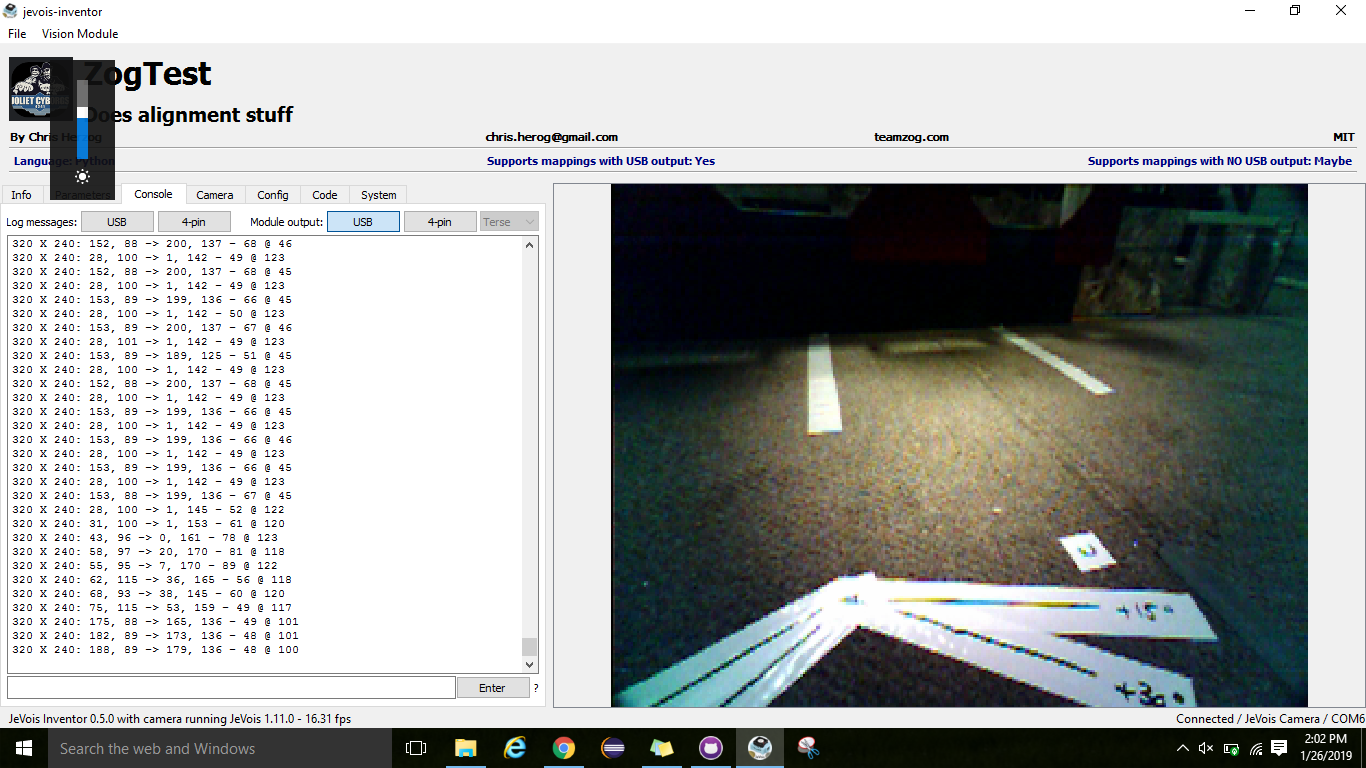 jevois-inventor
File Vision Module
ZogTest
JOLIET CYB
Does alignment stuff
By Chris Herzog chris.herog@gmail.com teamzog.com MIT
Language: Python Supports mappings with USB output: Yes Supports mappings with NO USB output: Maybe
Info Parameters Console Camera Config Code System
Log messages: USB 4-pin Module output: USB 4-pin Terse
320 X 240: 152, 88 -> 200, 137 - 68 @ 46
320 X 240: 28, 100 -> 1, 142 - 49 @ 123
320 X 240: 152, 88 -> 200, 137 - 68 @ 45
320 X 240: 28, 100 -> 1, 142 - 49 @ 123
320 X 240: 153, 89 -> 199, 136 - 66 @ 45
320 X 240: 28, 100 -> 1, 142 - 50 @ 123
320 X 240: 153, 89 -> 200, 137 - 67 @ 46
320 X 240: 28, 101 -> 1, 142 - 49 @ 123
320 X 240: 153, 89 -> 189, 125 - 51 @ 45
320 X 240: 28, 100 -> 1, 142 - 49 @ 123
320 X 240: 152, 88 -> 200, 137 - 68 @ 45
320 X 240: 28, 100 -> 1, 142 - 49 @ 123
320 X 240: 153, 89 -> 199, 136 - 66 @ 45
320 X 240: 28, 100 -> 1, 142 - 49 @ 123
320 X 240: 153, 89 -> 199, 136 - 66 @ 46
320 X 240: 28, 100 -> 1, 142 - 49 @ 123
320 X 240: 153, 89 -> 199, 136 - 66 @ 45
320 X 240: 28, 100 -> 1, 142 - 49 @ 123
320 X 240: 153, 88 -> 199, 136 - 67 @ 45
320 X 240: 28, 100 -> 1, 145 - 52 @ 122
320 X 240: 31, 100 -> 1, 153 - 61 @ 120
320 X 240: 43, 96 -> 0, 161 - 78 @ 123
320 X 240: 58, 97 -> 20, 170 - 81 @ 118
320 X 240: 55, 95 -> 7, 170 - 89 @ 122
320 X 240: 62, 115 -> 36, 165 - 56 @ 118
320 X 240: 68, 93 -> 38, 145 - 60 @ 120
320 X 240: 75, 115 -> 53, 159 - 49 @ 117
320 X 240: 175, 88 -> 165, 136 - 49 @ 101
320 X 240: 182, 89 -> 173, 136 - 48 @ 101
320 X 240: 188, 89 -> 179, 136 - 48 @ 100
Enter ?
+15°
+30°
JeVois Inventor 0.5.0 with camera running JeVois 1.11.0 - 16.31 fps Connected / JeVois Camera / COM6
Search the web and Windows
2:02 PM
1/26/2019